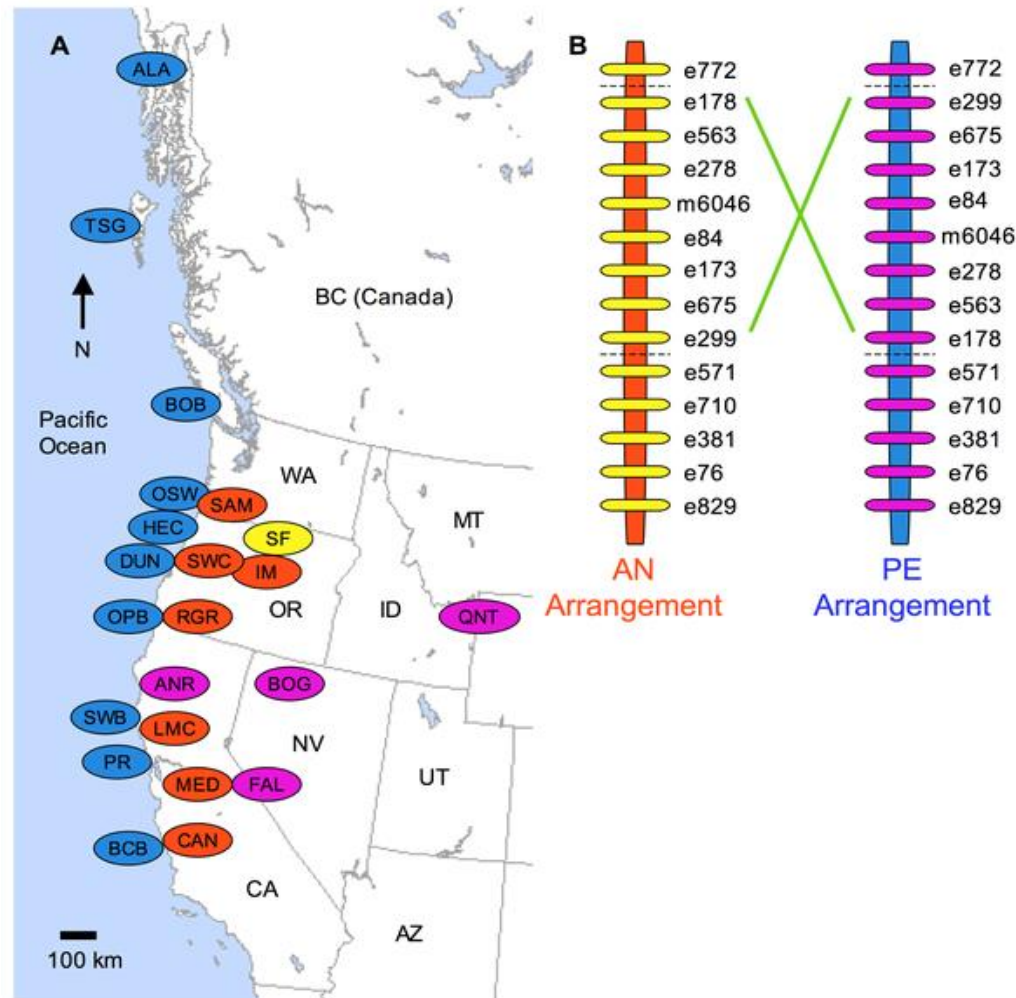 A
ALA
TSG
N
BC (Canada)
Pacific
Ocean
BOB
WA
OSW
SAM
HEC
SF
MT
DUN
SWC
IM
OPB
RGR
OR
ID
QNT
ANR
BOG
SWB
LMC
NV
PR
MED
FAL
UT
BCB
CAN
CA
AZ
100 km
B
e772
e178
e563
e278
m6046
e84
e173
e675
e299
e571
e710
e381
e76
e829
AN
Arrangement
e772
e299
e675
e173
e84
m6046
e278
e563
e178
e571
e710
e381
e76
e829
PE
Arrangement